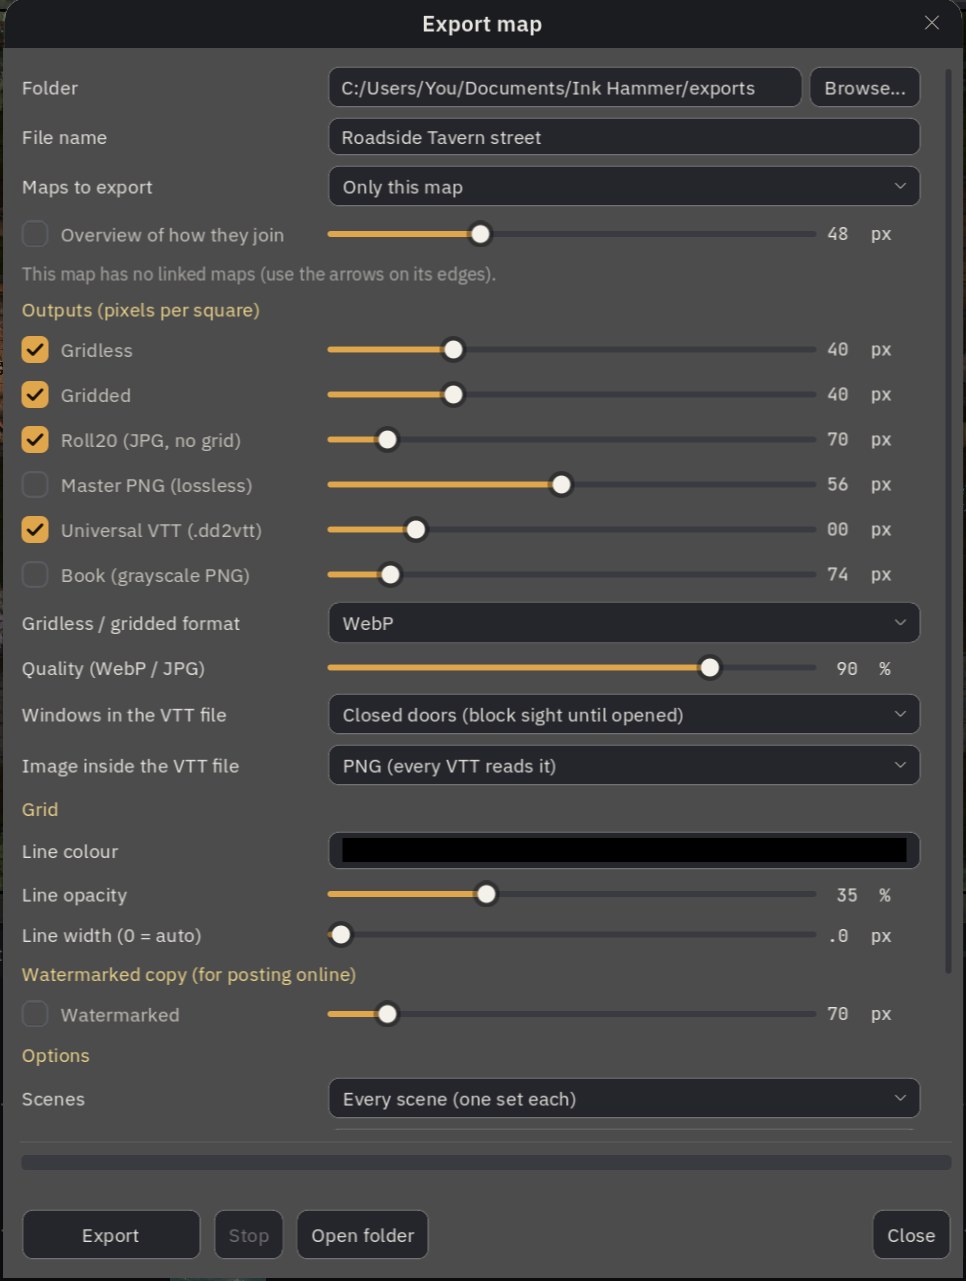 Export map
Folder C:/Users/You/Documents/Ink Hammer/exports Browse...
File name Roadside Tavern street
Maps to export Only this map
Overview of how they join 48 px
This map has no linked maps (use the arrows on its edges).
Outputs (pixels per square)
Gridless 40 px
Gridded 40 px
Roll20 (JPG, no grid) 70 px
Master PNG (lossless) 56 px
Universal VTT (.dd2vtt) 00 px
Book (grayscale PNG) 74 px
Gridless / gridded format WebP
Quality (WebP / JPG) 90 %
Windows in the VTT file Closed doors (block sight until opened)
Image inside the VTT file PNG (every VTT reads it)
Grid
Line colour
Line opacity 35 %
Line width (0 = auto) .0 px
Watermarked copy (for posting online)
Watermarked 70 px
Options
Scenes Every scene (one set each)
Export Stop Open folder Close